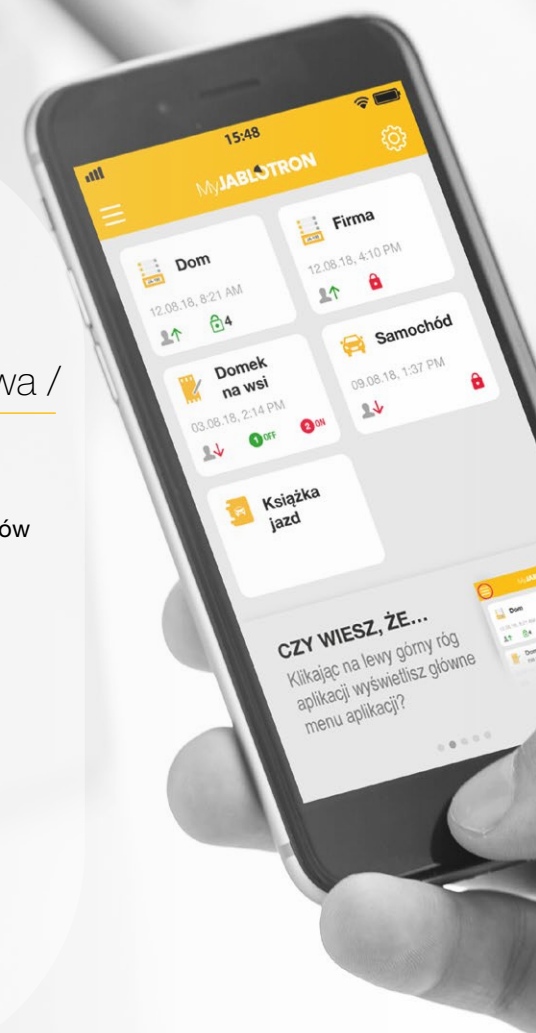 15:48
MyJABLOTRON
Dom
12.08.18, 8:21 AM
4
Firma
12.08.18, 4:10 PM
Domek
na wsi
03.08.18, 2:14 PM
1 OFF
2 ON
Samochód
09.08.18, 1:37 PM
Książka
jazd
wa /
ów
CZY WIESZ, ŻE...
Klikając na lewy górny róg
aplikacji wyświetlisz główne
menu aplikacji?
Dom